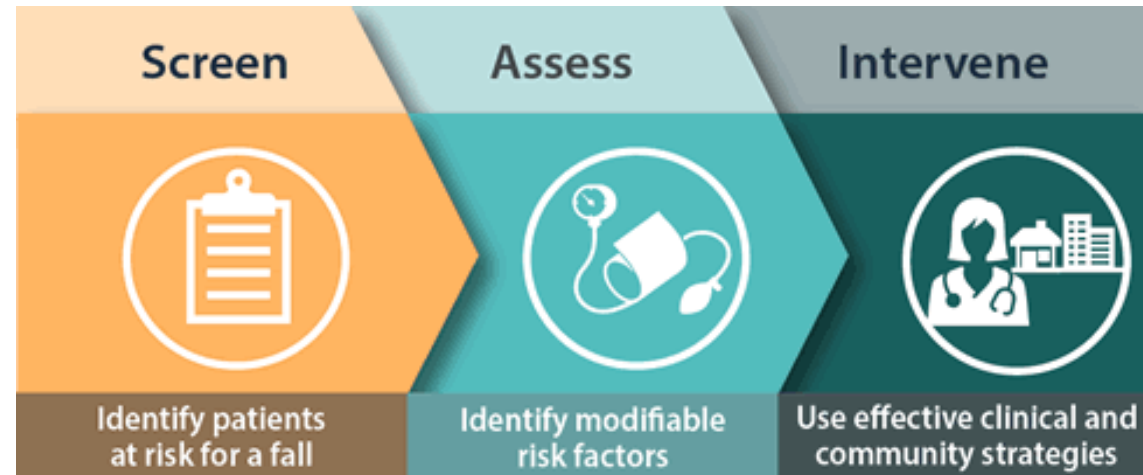 Screen
Assess
Intervene
Identify patients
at risk for a fall
Identify modifiable
risk factors
Use effective clinical and
community strategies